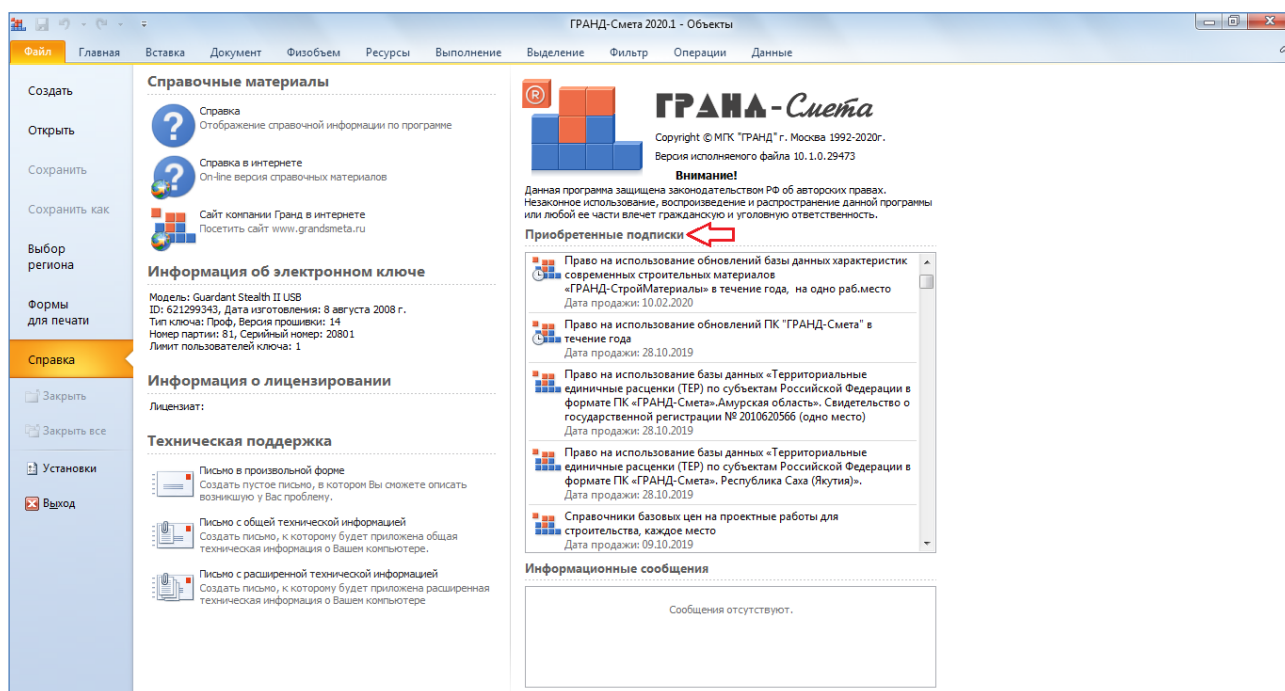 ГРАНД-Смета 2020.1 - Объекты
Файл Главная Вставка Документ Физобъем Ресурсы Выполнение Выделение Фильтр Операции Данные
Создать
Открыть
Сохранить
Сохранить как
Выбор
региона
Формы
для печати
Справка
Закрыть
Закрыть все
Установки
Выход
Справочные материалы
Справка
Отображение справочной информации по программе
Справка в интернете
On-line версия справочных материалов
Сайт компании Гранд в интернете
Посетить сайт www.grandsmeta.ru
Информация об электронном ключе
Модель: Guardant Stealth II USB
ID: 621299343, Дата изготовления: 8 августа 2008 г.
Тип ключа: Проф, Версия прошивки: 14
Номер партии: 81, Серийный номер: 20801
Лимит пользователей ключа: 1
Информация о лицензировании
Лицензиат:
Техническая поддержка
Письмо в произвольной форме
Создать пустое письмо, в котором Вы сможете описать
возникшую у Вас проблему.
Письмо с общей технической информацией
Создать письмо, к которому будет приложена общая
техническая информация о Вашем компьютере.
Письмо с расширенной технической информацией
Создать письмо, к которому будет приложена расширенная
техническая информация о Вашем компьютере
®
ГРАНД-Смета
Copyright © МГК "ГРАНД" г. Москва 1992-2020г.
Версия исполняемого файла 10.1.0.29473
Внимание!
Данная программа защищена законодательством РФ об авторских правах.
Незаконное использование, воспроизведение и распространение данной программы
или любой ее части влечет гражданскую и уголовную ответственность.
Приобретенные подписки
Право на использование обновлений базы данных характеристик
современных строительных материалов
«ГРАНД-СтройМатериалы» в течение года, на одно раб.место
Дата продажи: 10.02.2020
Право на использование обновлений ПК "ГРАНД-Смета" в
течение года
Дата продажи: 28.10.2019
Право на использование базы данных «Территориальные
единичные расценки (ТЕР) по субъектам Российской Федерации в
формате ПК «ГРАНД-Смета».Амурская область». Свидетельство о
государственной регистрации № 2010620566 (одно место)
Дата продажи: 28.10.2019
Право на использование базы данных «Территориальные
единичные расценки (ТЕР) по субъектам Российской Федерации в
формате ПК «ГРАНД-Смета». Республика Саха (Якутия)».
Дата продажи: 28.10.2019
Справочники базовых цен на проектные работы для
строительства, каждое место
Дата продажи: 09.10.2019
Информационные сообщения
Сообщения отсутствуют.